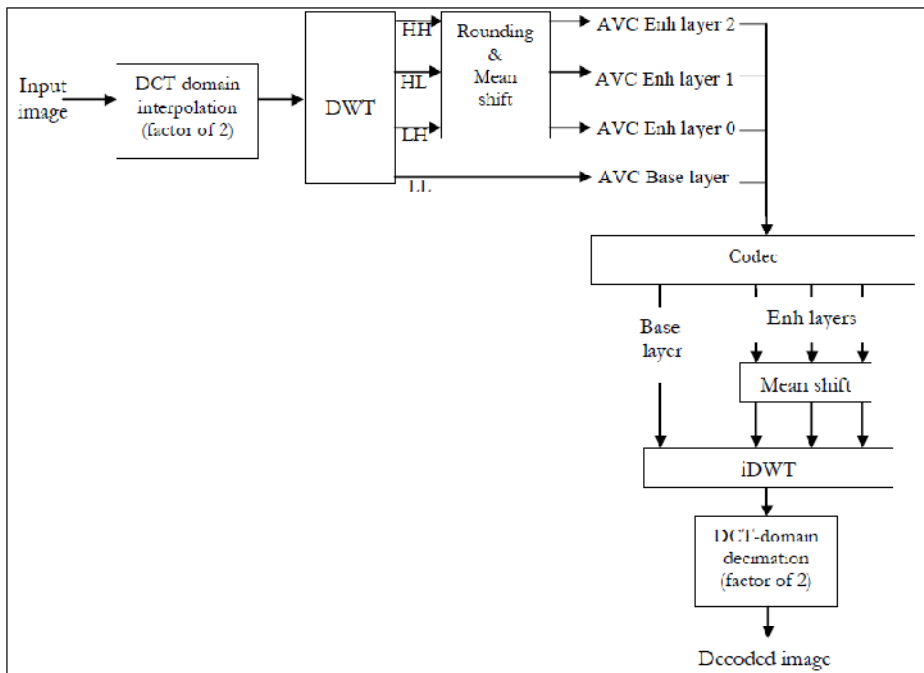 Input
image
DCT domain
interpolation
(factor of 2)
DWT
HH
HL
LH
LL
Rounding
&
Mean
shift
AVC Enh layer 2
AVC Enh layer 1
AVC Enh layer 0
AVC Base layer
Codec
Base
layer
Enh layers
Mean shift
iDWT
DCT-domain
decimation
(factor of 2)
Decoded image